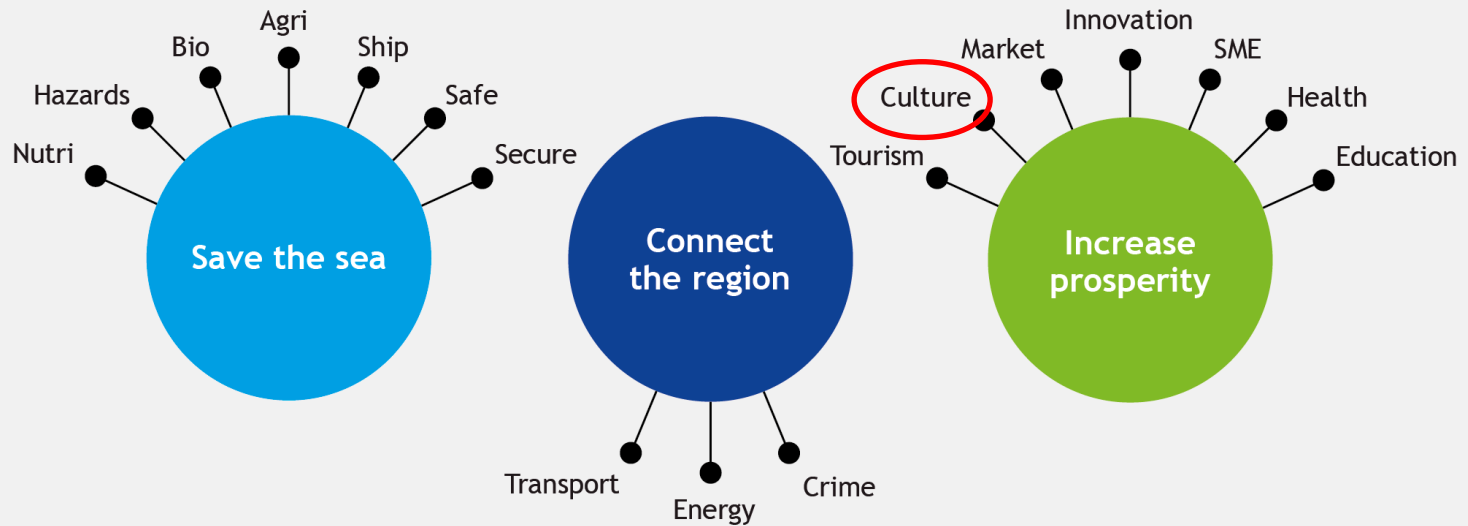 Nutri
Hazards
Bio
Agri
Ship
Safe
Secure
Save the sea
Connect
the region
Transport
Energy
Crime
Tourism
Culture
Market
Innovation
SME
Health
Education
Increase
prosperity